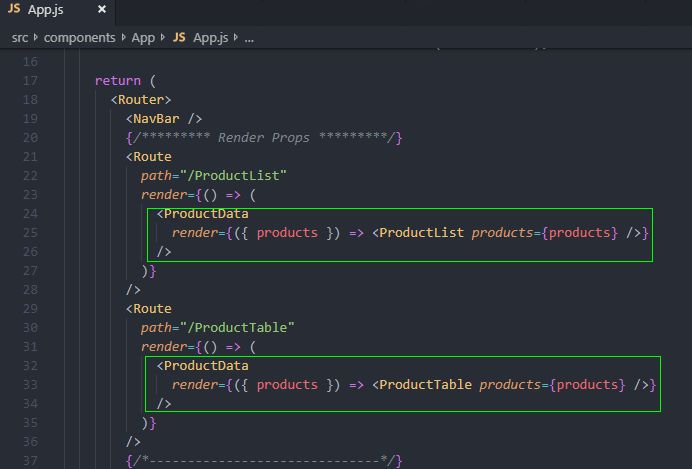 JS App.js ×
src > components > App > JS App.js > ...
16
17 return (
18 <Router>
19 <NavBar />
20 {/********* Render Props *********/}
21 <Route
22 path="/ProductList"
23 render={() => (
24 <ProductData
25 render={({ products }) => <ProductList products={products} />}
26 />
27 )}
28 />
29 <Route
30 path="/ProductTable"
31 render={() => (
32 <ProductData
33 render={({ products }) => <ProductTable products={products} />}
34 />
35 )}
36 />
37 {/*------------------------------*/}